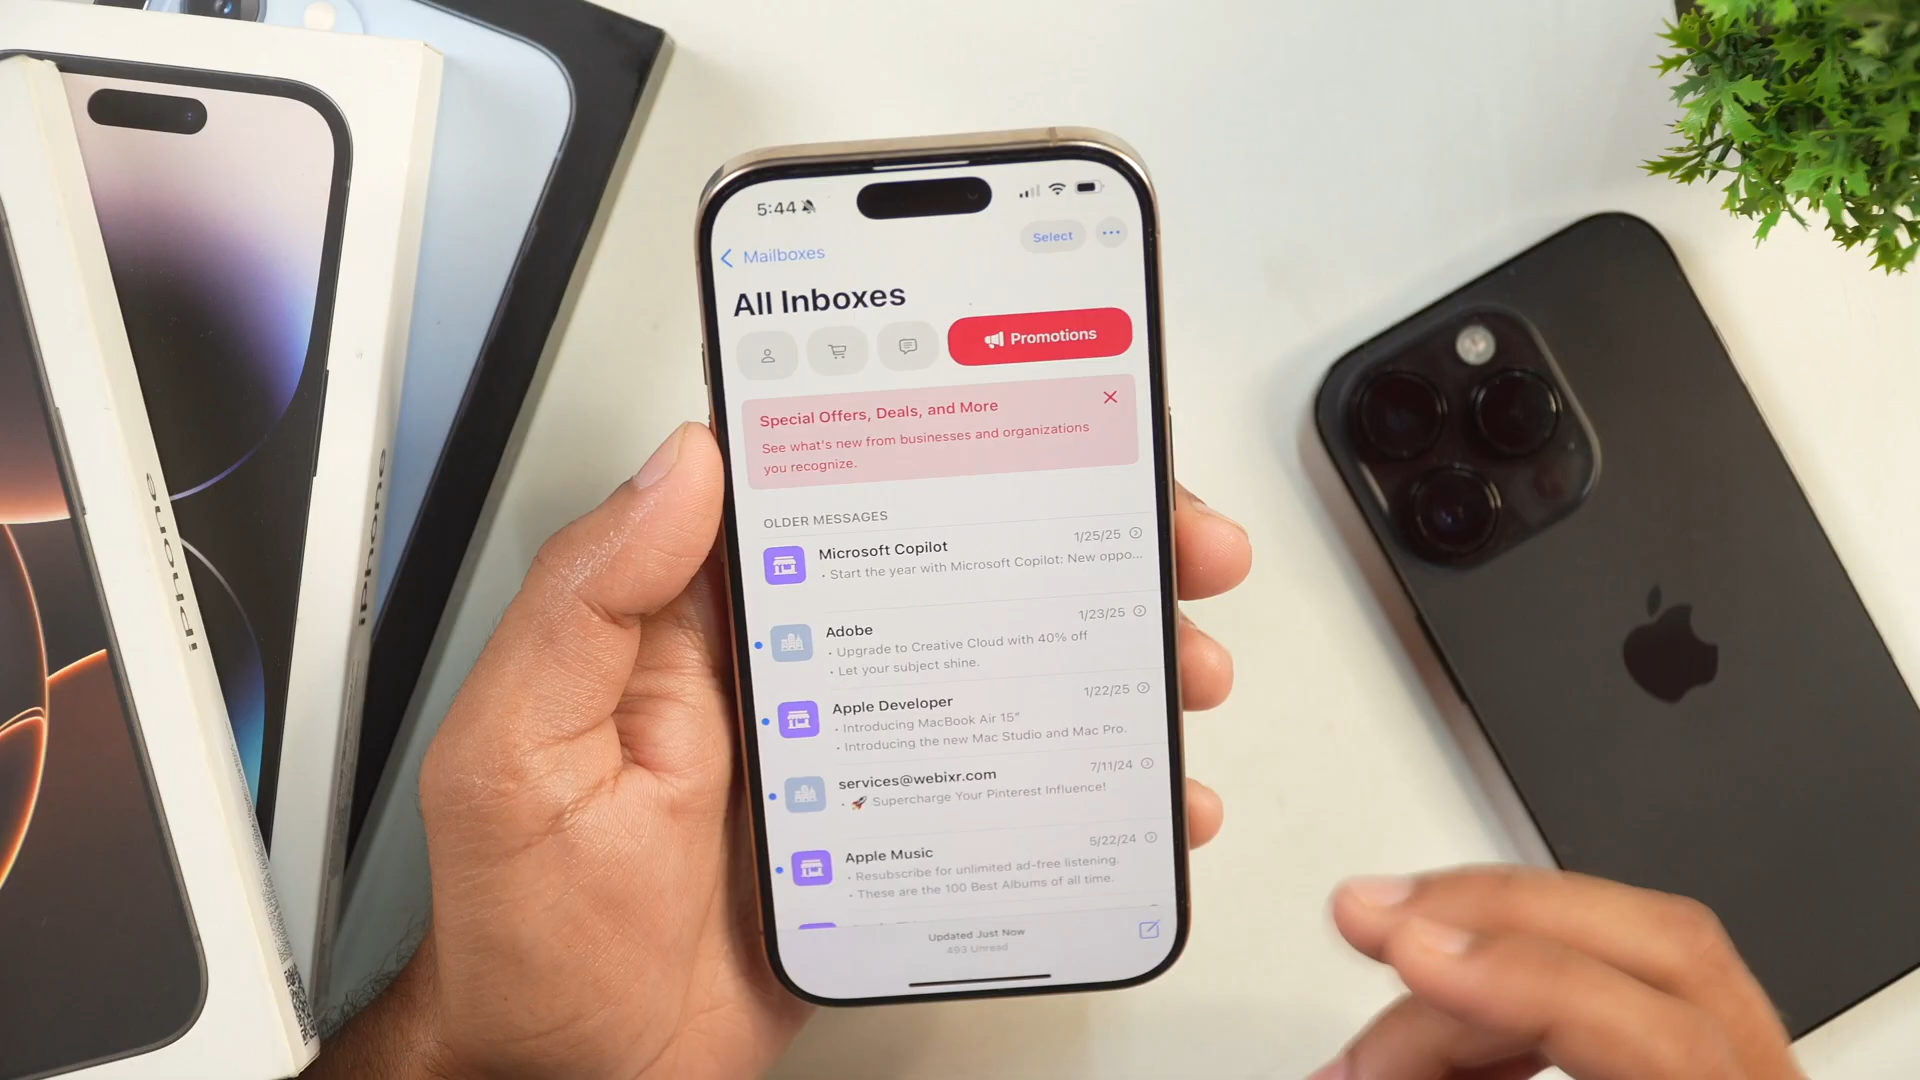 iPhone
iPhone
5:44
Mailboxes
Select
All Inboxes
Promotions
Special Offers, Deals, and More
See what's new from businesses and organizations
you recognize.
OLDER MESSAGES
Microsoft Copilot
1/25/25
• Start the year with Microsoft Copilot: New oppo...
Adobe
1/23/25
• Upgrade to Creative Cloud with 40% off
• Let your subject shine.
Apple Developer
1/22/25
• Introducing MacBook Air 15"
• Introducing the new Mac Studio and Mac Pro.
services@webixr.com
7/11/24
• 🚀 Supercharge Your Pinterest Influence!
Apple Music
5/22/24
• Resubscribe for unlimited ad-free listening.
• These are the 100 Best Albums of all time.
Updated Just Now
493 Unread